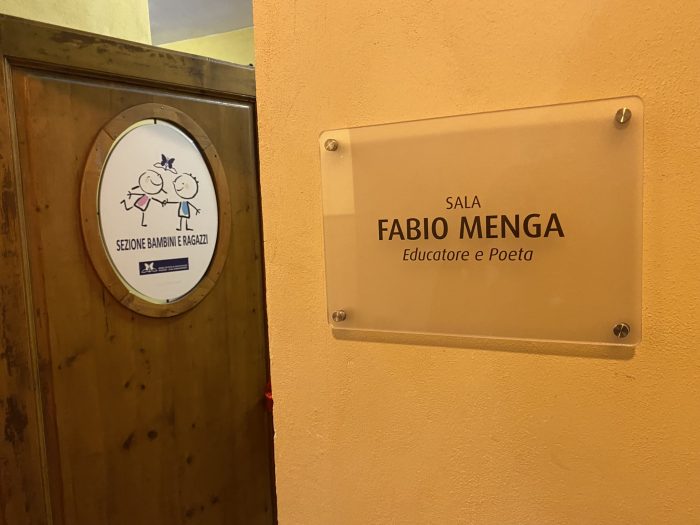 SEZIONE BAMBINI E RAGAZZI
SALA
FABIO MENGA
Educatore e Poeta